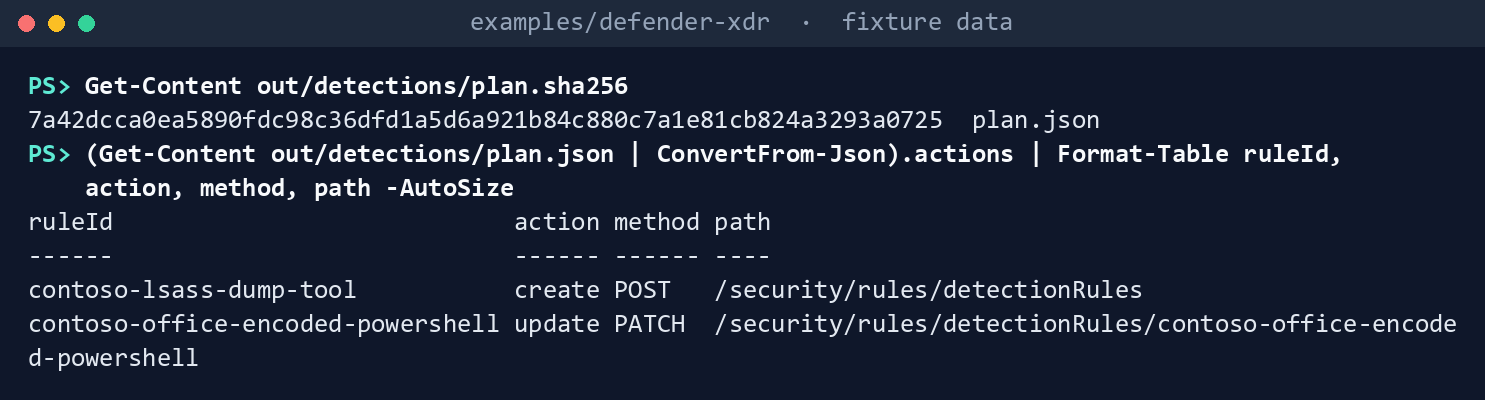 examples/defender-xdr · fixture data
PS> Get-Content out/detections/plan.sha256
7a42dcca0ea5890fdc98c36dfd1a5d6a921b84c880c7a1e81cb824a3293a0725  plan.json
PS> (Get-Content out/detections/plan.json | ConvertFrom-Json).actions | Format-Table ruleId,
    action, method, path -AutoSize
ruleId                            action method path
------                            ------ ------ ----
contoso-lsass-dump-tool           create POST   /security/rules/detectionRules
contoso-office-encoded-powershell update PATCH  /security/rules/detectionRules/contoso-office-encode
d-powershell